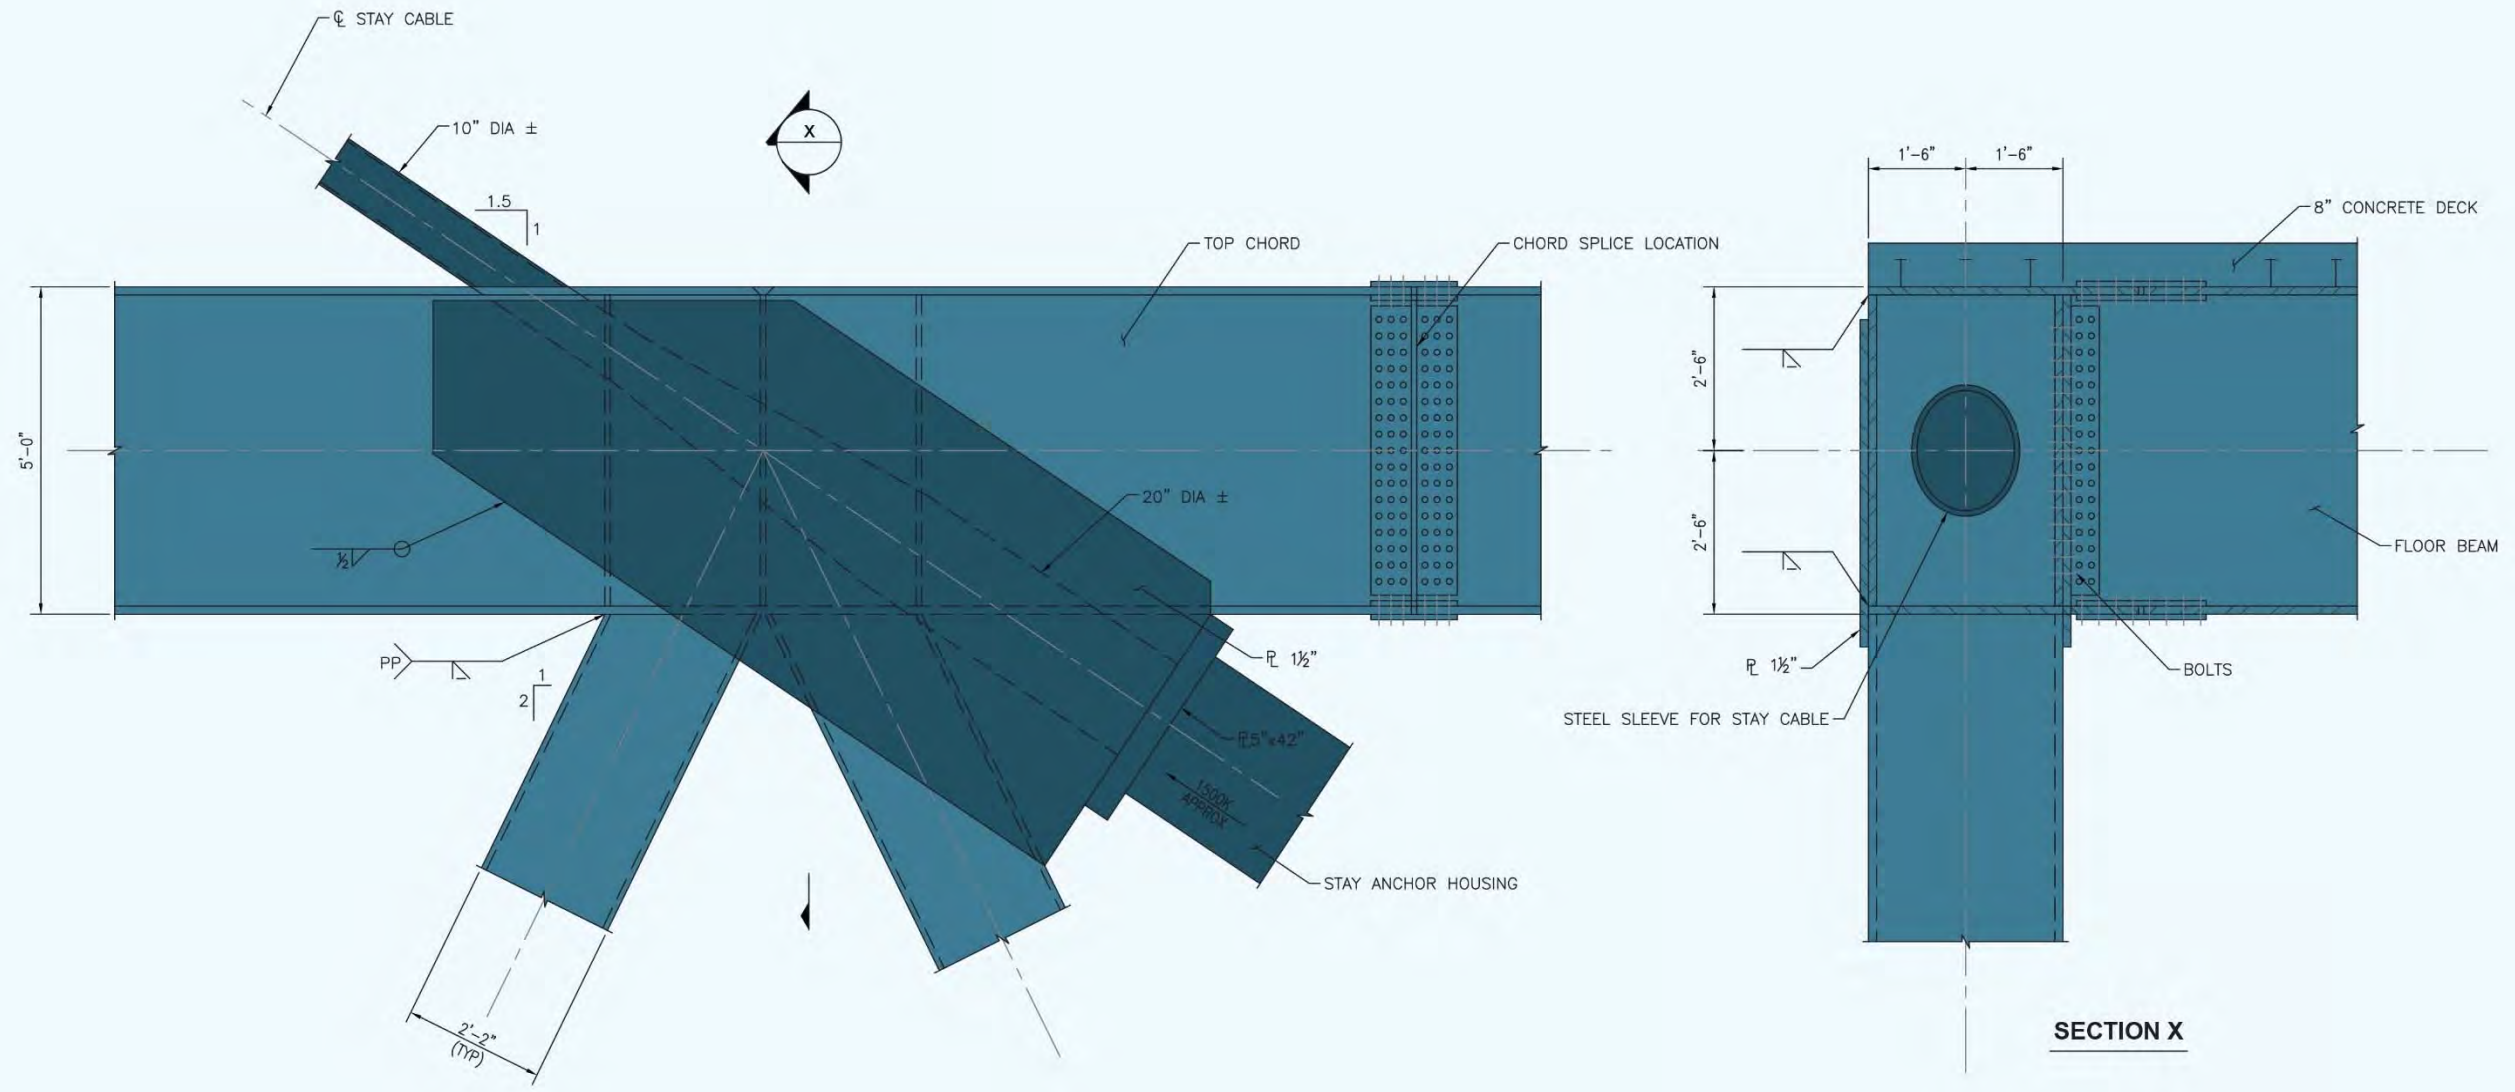 ℄ STAY CABLE
10" DIA ±
X
1.5
1
TOP CHORD
CHORD SPLICE LOCATION
5'-0"
20" DIA ±
½
PP
1
2
℄ 1½"
℄5"x42"
1500K
APPROX
STAY ANCHOR HOUSING
2'-2"
(TYP)
1'-6"
1'-6"
8" CONCRETE DECK
2'-6"
2'-6"
FLOOR BEAM
℄ 1½"
BOLTS
STEEL SLEEVE FOR STAY CABLE
SECTION X